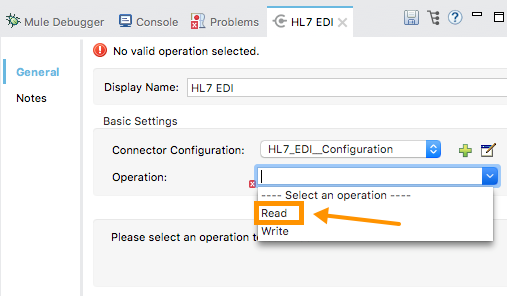 Mule Debugger Console Problems HL7 EDI
No valid operation selected.
General
Notes
Display Name: HL7 EDI
Basic Settings
Connector Configuration: HL7_EDI__Configuration
Operation:
---- Select an operation ----
Read
Write
Please select an operation t